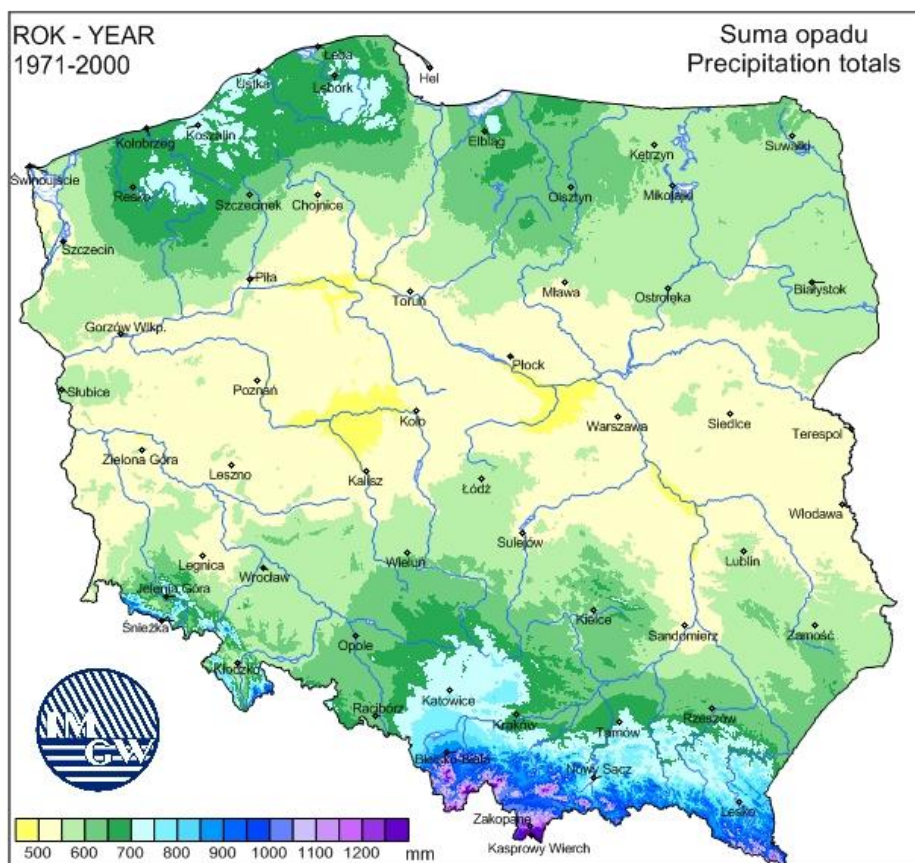 ROK - YEAR
1971-2000
Suma opadu
Precipitation totals
Łeba
Hel
Ustka
Lębork
Koszalin
Kołobrzeg
Elbląg
Suwałki
Kętrzyn
Świnoujście
Resko
Szczecinek
Chojnice
Olsztyn
Mikołajki
Szczecin
Piła
Toruń
Mława
Ostrołęka
Białystok
Gorzów Wlkp.
Płock
Słubice
Poznań
Koło
Warszawa
Siedlce
Terespol
Zielona Góra
Leszno
Kalisz
Łódź
Włodawa
Sulejów
Legnica
Wrocław
Wieluń
Lublin
Jelenia Góra
Śnieżka
Kielce
Sandomierz
Zamość
Opole
Kłodzko
Katowice
Racibórz
Kraków
Tarnów
Rzeszów
Bielsko-Biała
Nowy Sącz
Lesko
Zakopane
Kasprowy Wierch
IM
GW
500 600 700 800 900 1000 1100 1200 mm